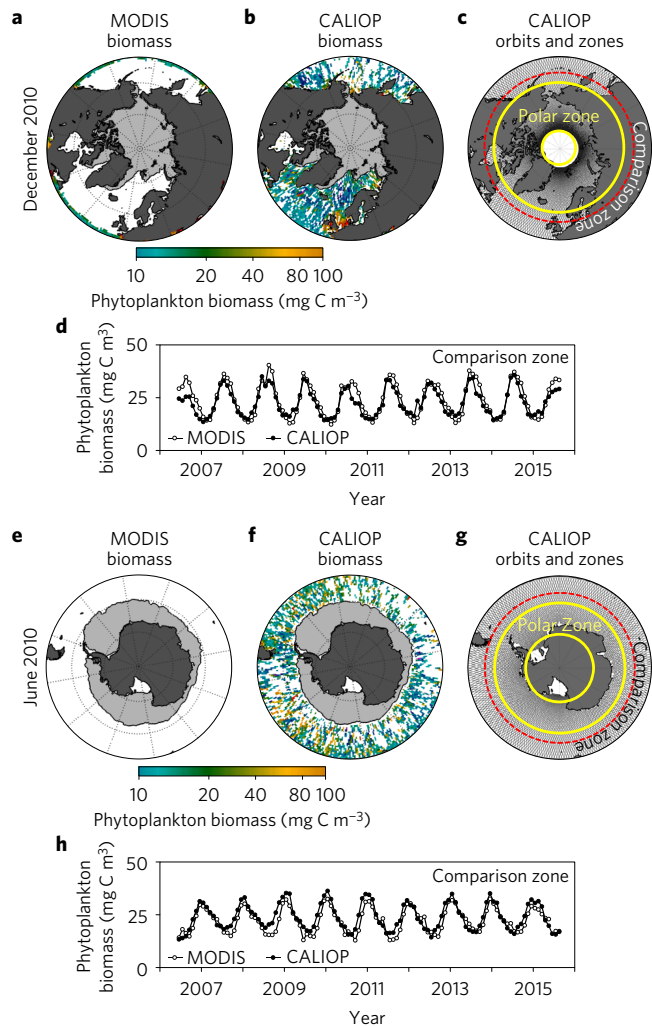 a
MODIS
biomass
b
CALIOP
biomass
c
CALIOP
orbits and zones
December 2010
Polar zone
Comparison zone
10 20 40 80 100
Phytoplankton biomass (mg C m⁻³)
d
Phytoplankton
biomass (mg C m³)
50
25
0
Comparison zone
MODIS CALIOP
2007 2009 2011 2013 2015
Year
e
MODIS
biomass
f
CALIOP
biomass
g
CALIOP
orbits and zones
June 2010
Polar Zone
Comparison zone
10 20 40 80 100
Phytoplankton biomass (mg C m⁻³)
h
Phytoplankton
biomass (mg C m³)
50
25
0
Comparison zone
MODIS CALIOP
2007 2009 2011 2013 2015
Year